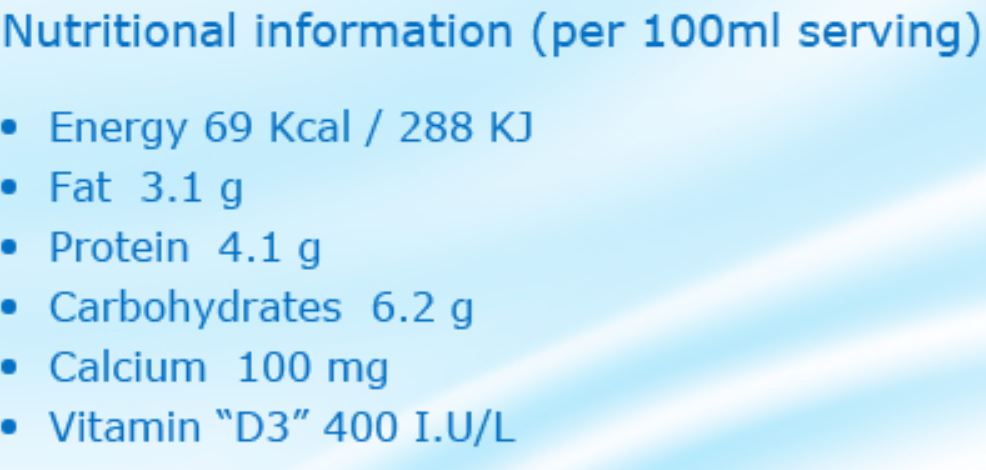 Nutritional information (per 100ml serving)
• Energy 69 Kcal / 288 KJ
• Fat  3.1 g
• Protein  4.1 g
• Carbohydrates  6.2 g
• Calcium  100 mg
• Vitamin “D3” 400 I.U/L